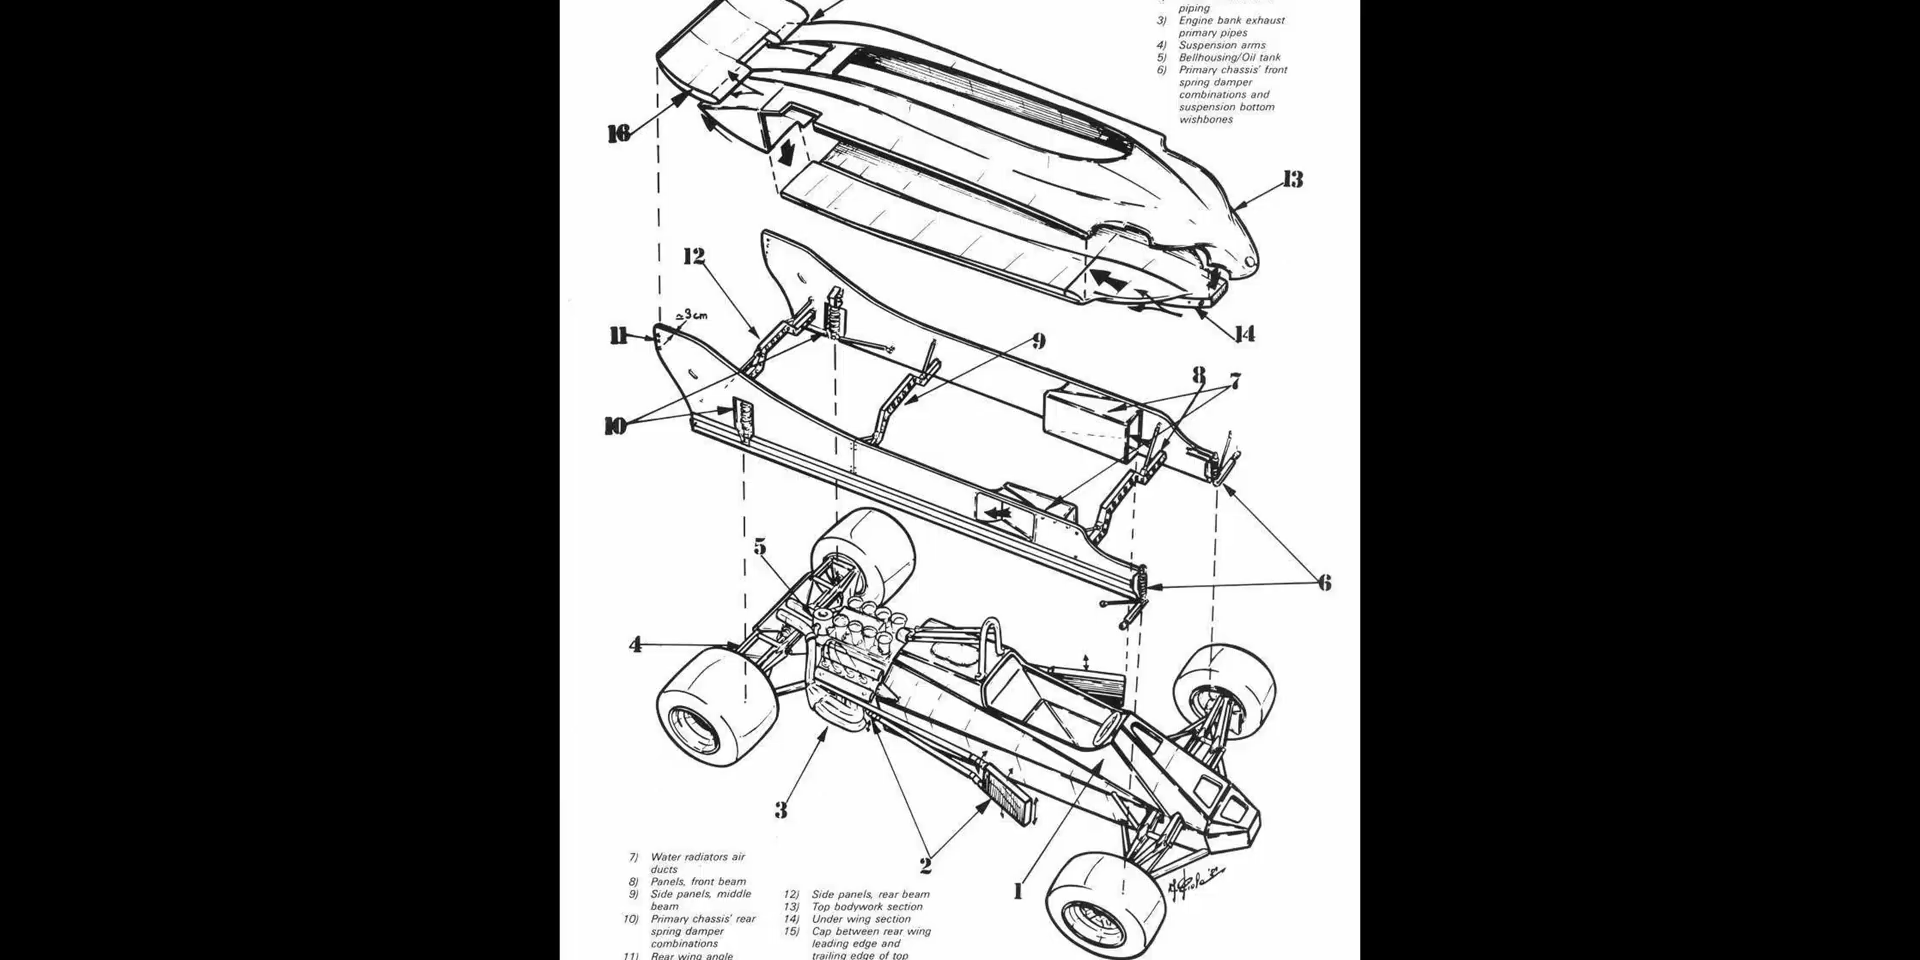 piping
3) Engine bank exhaust
primary pipes
4) Suspension arms
5) Bellhousing/Oil tank
6) Primary chassis' front
spring damper
combinations and
suspension bottom
wishbones
16
13
12
≃3cm
11
14
9
8
7
10
5
6
4
3
2
1
7) Water radiators air
ducts
8) Panels, front beam
9) Side panels, middle
beam
10) Primary chassis' rear
spring damper
combinations
11) Rear wing angle
12) Side panels, rear beam
13) Top bodywork section
14) Under wing section
15) Cap between rear wing
leading edge and
trailing edge of top